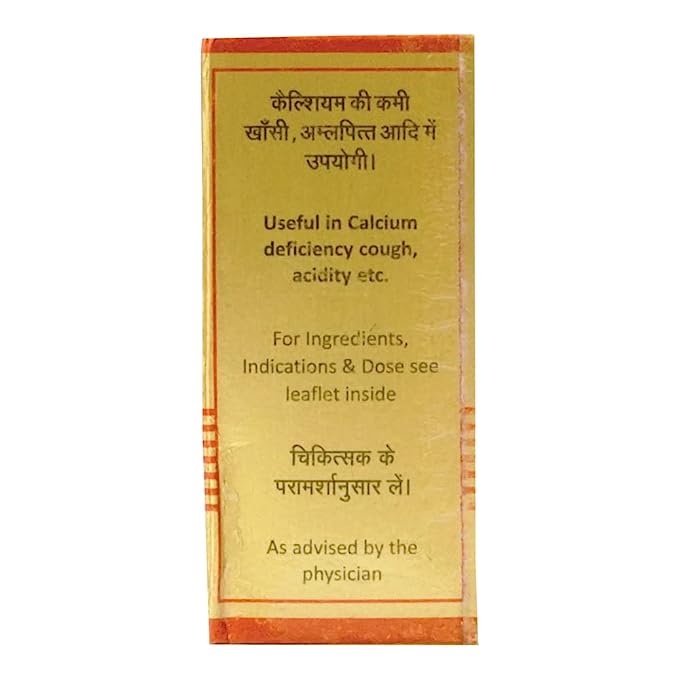 कैल्शियम की कमी
खाँसी, अम्लपित्त आदि में
उपयोगी।
Useful in Calcium
deficiency cough,
acidity etc.
For Ingredients,
Indications & Dose see
leaflet inside
चिकित्सक के
परामर्शानुसार लें।
As advised by the
physician